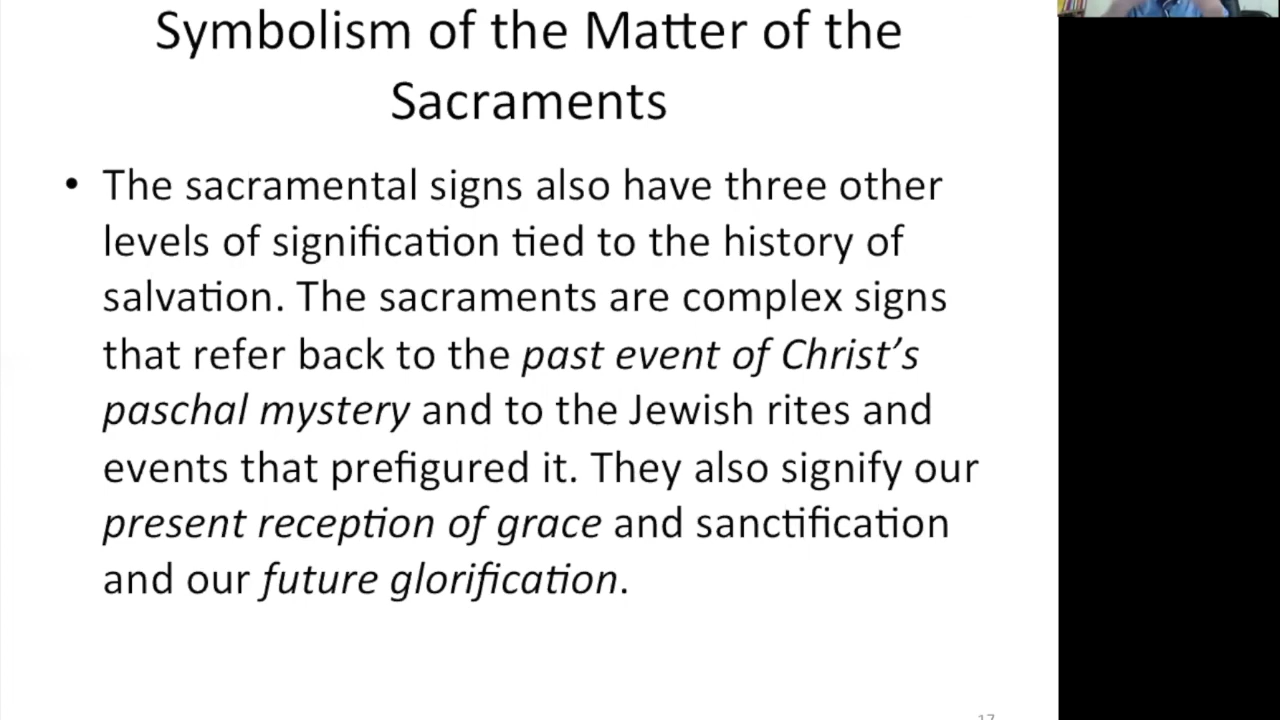 Symbolism of the Matter of the
Sacraments
• The sacramental signs also have three other
levels of signification tied to the history of
salvation. The sacraments are complex signs
that refer back to the past event of Christ’s
paschal mystery and to the Jewish rites and
events that prefigured it. They also signify our
present reception of grace and sanctification
and our future glorification.
17